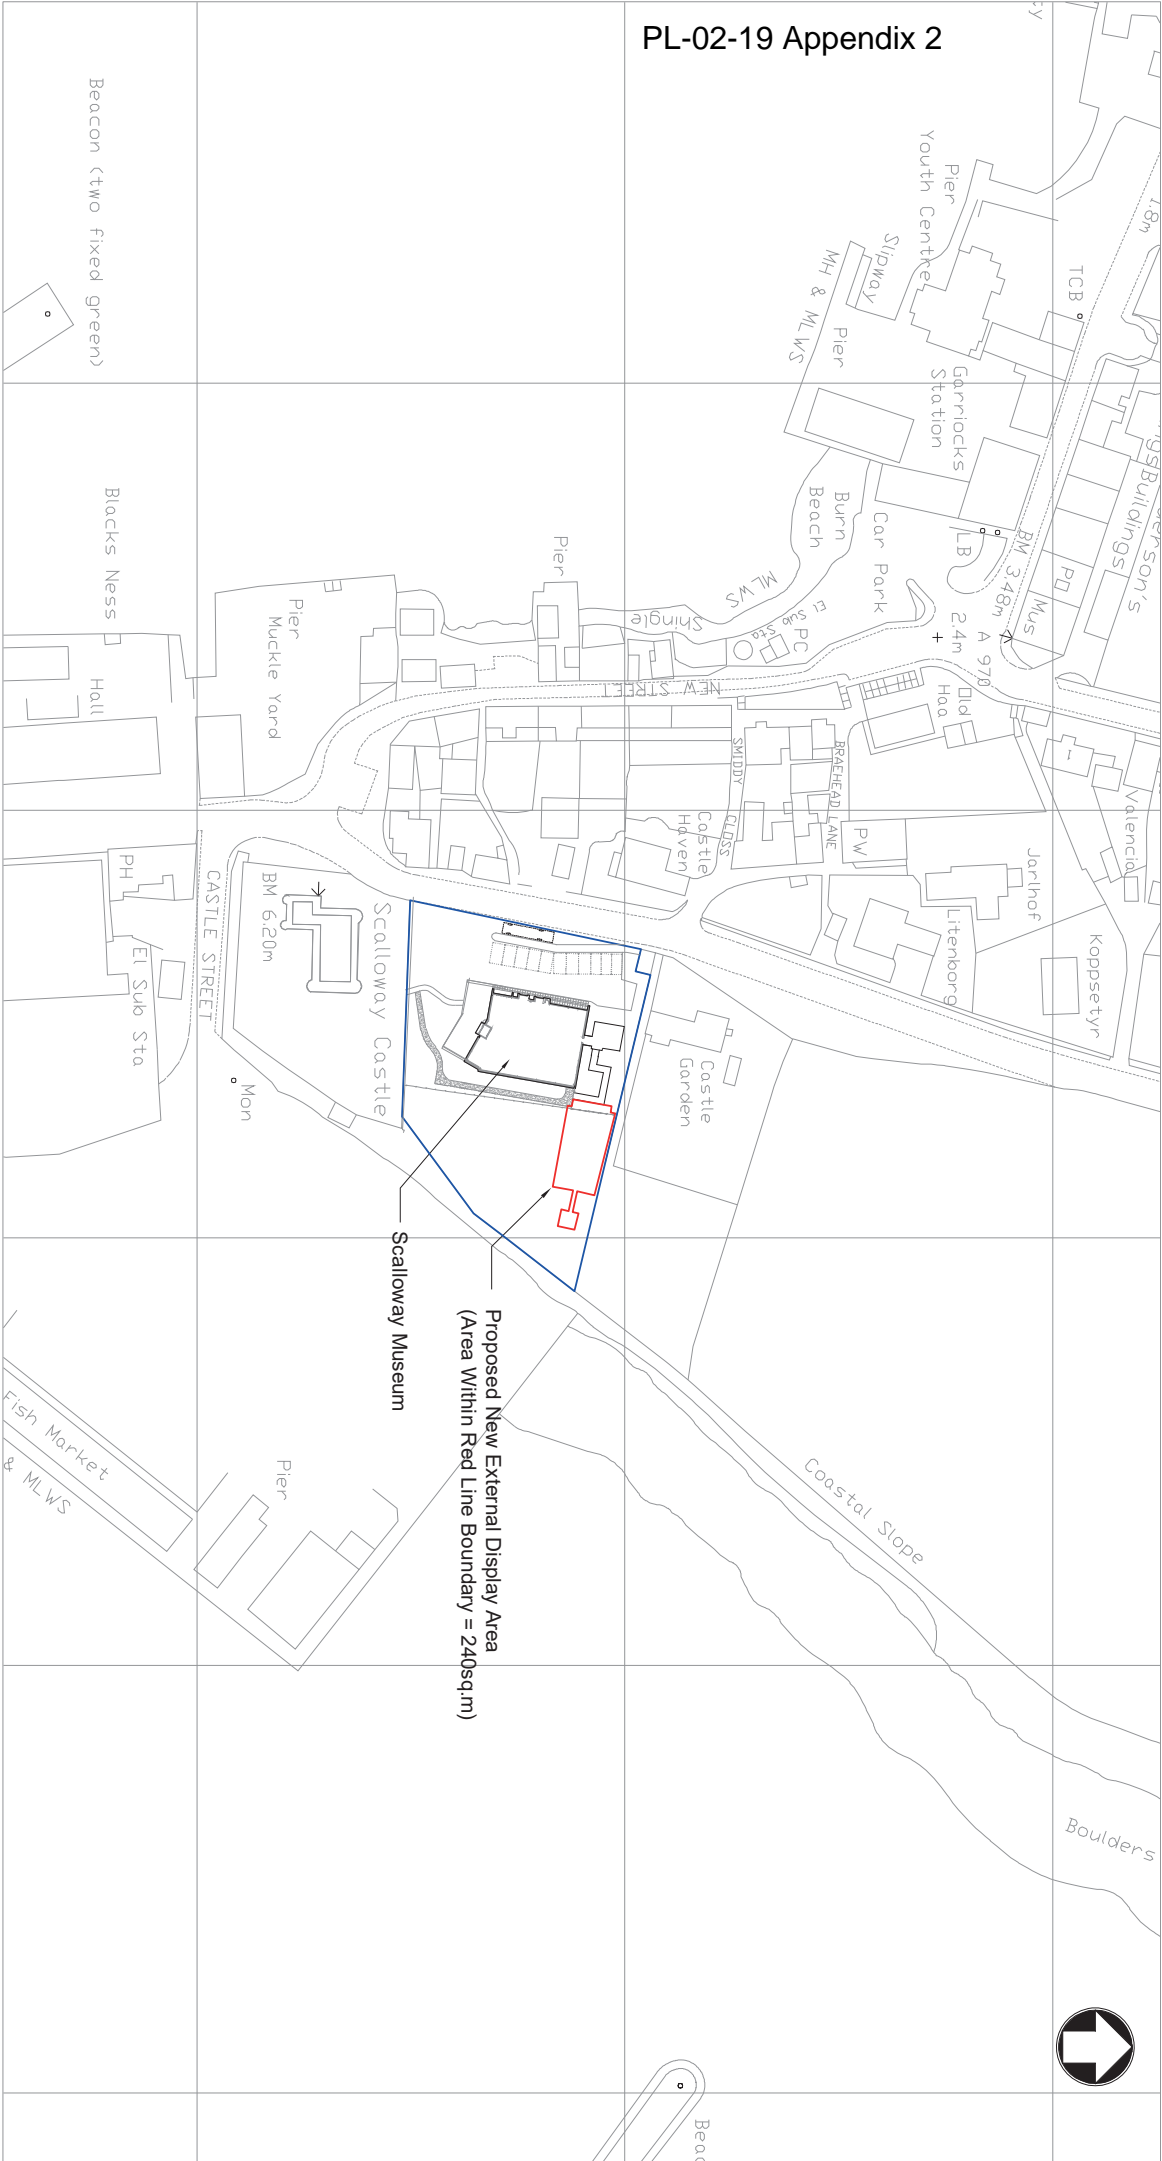 PL-02-19 Appendix 2
Beacon (two fixed green)
Youth Centre
Pier
Slipway
MH & MLWS
Pier
TCB
1.8m
Garriocks
Station
Buildings
Burn
Beach
Car Park
LB
BM 3.48m
PO
Mus
A 970
2.4m
MLWS
Shingle
El Sub Sta
PC
Pier
Blacks Ness
Pier
Muckle Yard
Hall
NEW STREET
Old
Haa
SMIDDY CLOSS
BRAEHEAD LANE
Castle
Haven
PW
1
Valencia
Jarlhof
Litenborg
Koppsetyr
PH
El Sub Sta
CASTLE STREET
BM 6.20m
Scalloway Castle
Mon
Castle
Garden
Scalloway Museum
Proposed New External Display Area
(Area Within Red Line Boundary = 240sq.m)
Fish Market
& MLWS
Pier
Coastal Slope
Boulders